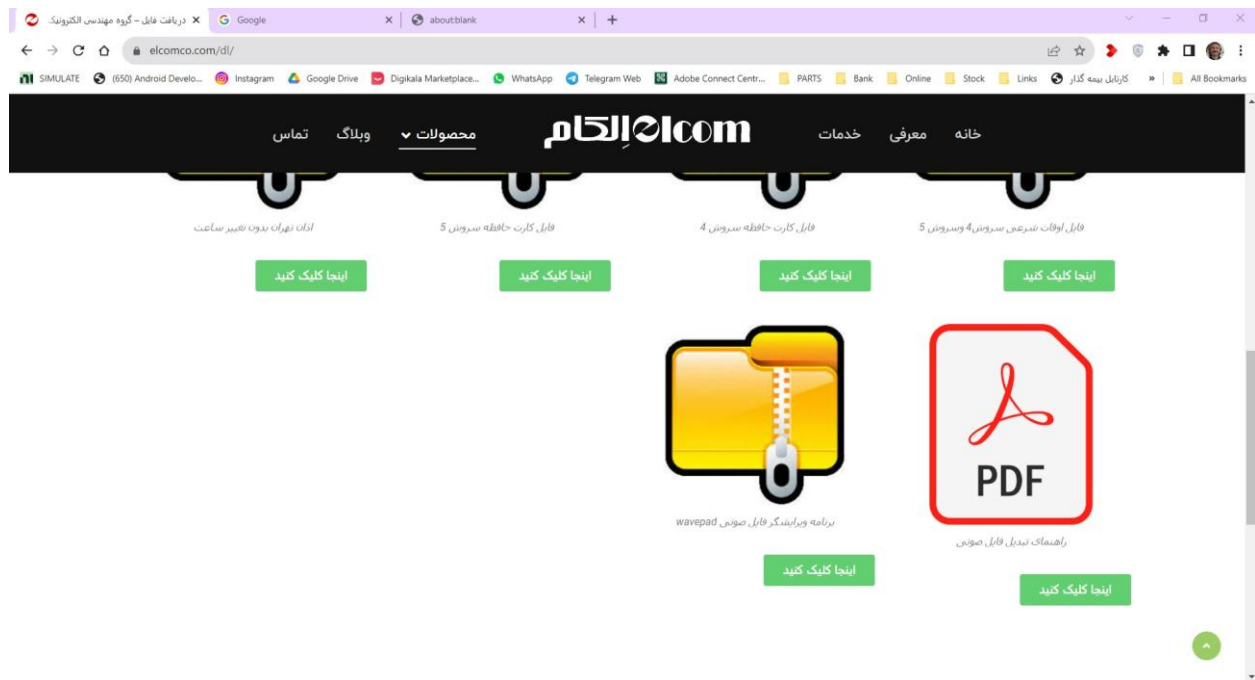 دریافت فایل – گروه مهندسی الکترونیک
Google
about:blank
elcomco.com/dl/
SIMULATE
(650) Android Develo...
Instagram
Google Drive
Digikala Marketplace...
WhatsApp
Telegram Web
Adobe Connect Centr...
PARTS
Bank
Online
Stock
Links
کارتابل بیمه گذار
»
All Bookmarks
خانه
معرفی
خدمات
elcom اِلکام
محصولات
وبلاگ
تماس
فایل اوقات شرعی سروش4 وسروش 5
فایل کارت حافظه سروش 4
فایل کارت حافظه سروش 5
اذان تهران بدون تغییر ساعت
اینجا کلیک کنید
اینجا کلیک کنید
اینجا کلیک کنید
اینجا کلیک کنید
PDF
راهنمای تبدیل فایل صوتی
اینجا کلیک کنید
برنامه ویرایشگر فایل صوتی wavepad
اینجا کلیک کنید